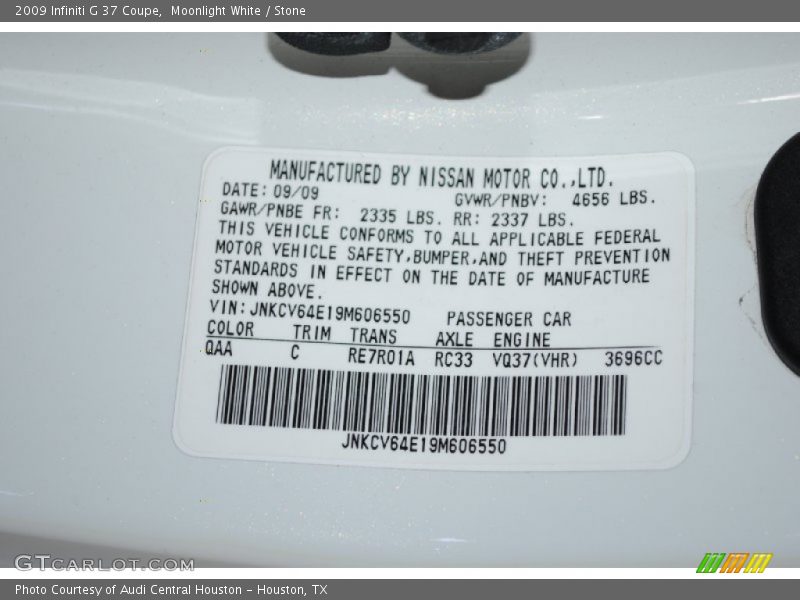 2009 Infiniti G 37 Coupe,  Moonlight White / Stone
MANUFACTURED BY NISSAN MOTOR CO.,LTD.
DATE: 09/09 GVWR/PNBV: 4656 LBS.
GAWR/PNBE FR: 2335 LBS. RR: 2337 LBS.
THIS VEHICLE CONFORMS TO ALL APPLICABLE FEDERAL
MOTOR VEHICLE SAFETY,BUMPER,AND THEFT PREVENTION
STANDARDS IN EFFECT ON THE DATE OF MANUFACTURE
SHOWN ABOVE.
VIN: JNKCV64E19M606550 PASSENGER CAR
COLOR TRIM TRANS AXLE ENGINE
QAA C RE7R01A RC33 VQ37(VHR) 3696CC
JNKCV64E19M606550
GTCARLOT.COM
Photo Courtesy of Audi Central Houston - Houston, TX